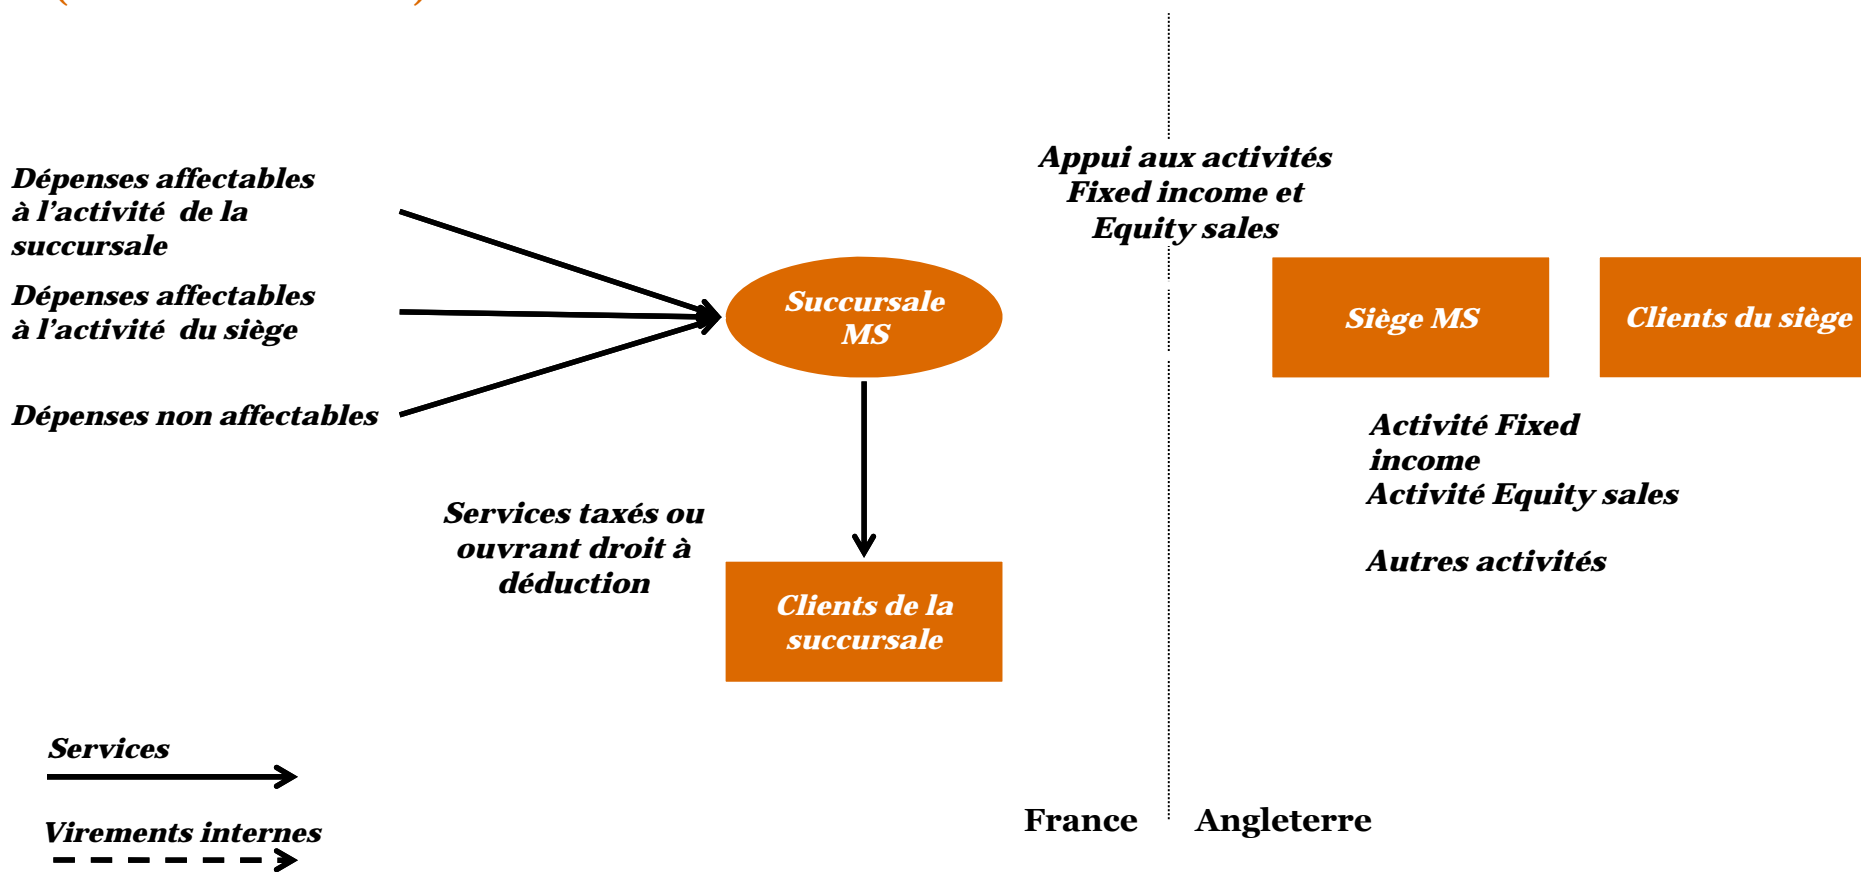 Dépenses affectables
à l’activité de la
succursale
Dépenses affectables
à l’activité du siège
Dépenses non affectables
Succursale
MS
Services taxés ou
ouvrant droit à
déduction
Clients de la
succursale
Appui aux activités
Fixed income et
Equity sales
Siège MS
Clients du siège
Activité Fixed
income
Activité Equity sales
Autres activités
Services
Virements internes
France
Angleterre